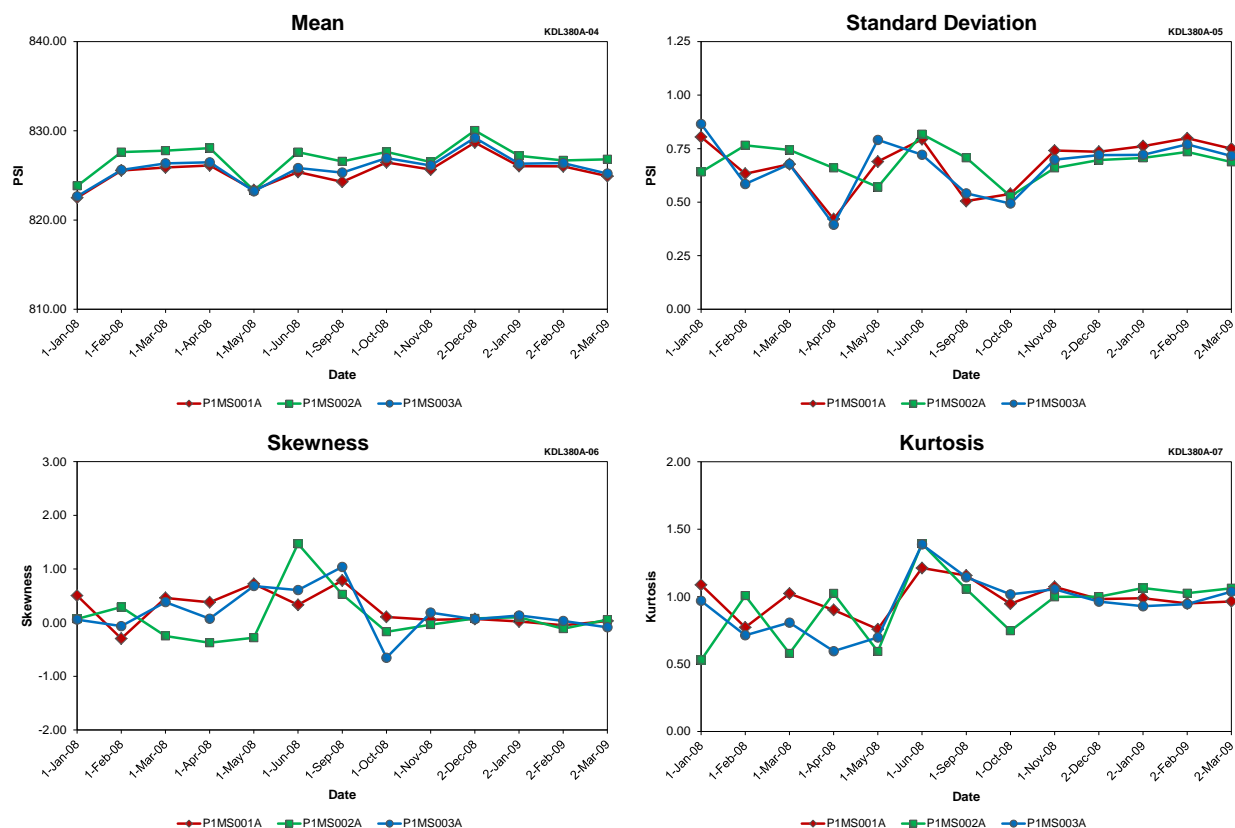 Mean
KDL380A-04
840.00
830.00
820.00
810.00
PSI
1-Jan-08
1-Feb-08
1-Mar-08
1-Apr-08
1-May-08
1-Jun-08
1-Sep-08
1-Oct-08
1-Nov-08
2-Dec-08
2-Jan-09
2-Feb-09
2-Mar-09
Date
P1MS001A P1MS002A P1MS003A
Standard Deviation
KDL380A-05
1.25
1.00
0.75
0.50
0.25
0.00
PSI
1-Jan-08
1-Feb-08
1-Mar-08
1-Apr-08
1-May-08
1-Jun-08
1-Sep-08
1-Oct-08
1-Nov-08
2-Dec-08
2-Jan-09
2-Feb-09
2-Mar-09
Date
P1MS001A P1MS002A P1MS003A
Skewness
KDL380A-06
3.00
2.00
1.00
0.00
-1.00
-2.00
Skewness
1-Jan-08
1-Feb-08
1-Mar-08
1-Apr-08
1-May-08
1-Jun-08
1-Sep-08
1-Oct-08
1-Nov-08
2-Dec-08
2-Jan-09
2-Feb-09
2-Mar-09
Date
P1MS001A P1MS002A P1MS003A
Kurtosis
KDL380A-07
2.00
1.50
1.00
0.50
0.00
Kurtosis
1-Jan-08
1-Feb-08
1-Mar-08
1-Apr-08
1-May-08
1-Jun-08
1-Sep-08
1-Oct-08
1-Nov-08
2-Dec-08
2-Jan-09
2-Feb-09
2-Mar-09
Date
P1MS001A P1MS002A P1MS003A